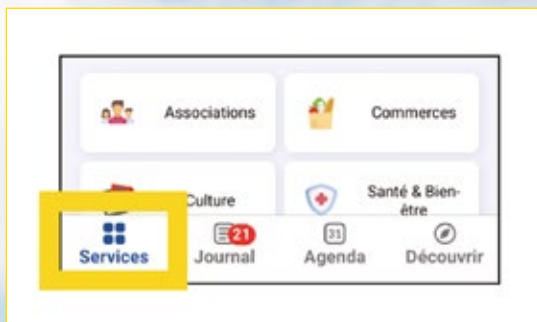 Associations
Commerces
Culture
Santé & Bien-
être
21
31
Services
Journal
Agenda
Découvrir